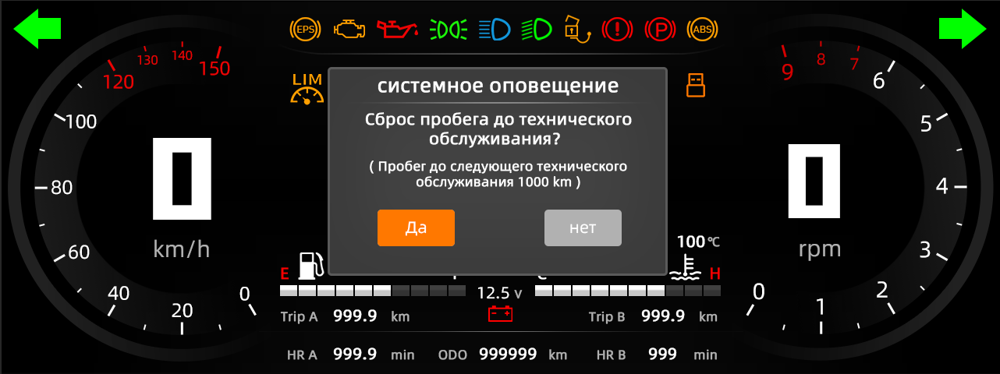 EPS
P
ABS
120 130 140 150
9 8 7 6
LIM
системное оповещение
100
5
Сброс пробега до технического
обслуживания?
( Пробег до следующего технического
обслуживания 1000 km )
80
0
0
4
Да
нет
km/h
rpm
60
100 °C
3
E
H
40
20
0
12.5 V
0
1
2
Trip A 999.9 km
Trip B 999.9 km
HR A 999.9 min ODO 999999 km HR B 999 min